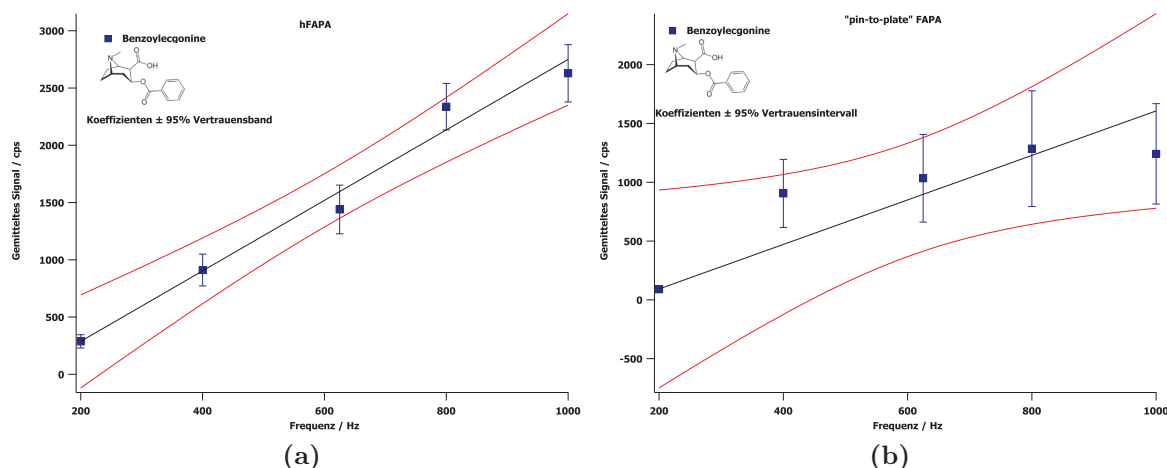 hFAPA
Benzoylecgonine
N
O
OH
O
O
Koeffizienten ± 95% Vertrauensband
Gemitteltes Signal / cps
3000
2500
2000
1500
1000
500
0
200
400
600
800
1000
Frequenz / Hz
(a)
"pin-to-plate" FAPA
Benzoylecgonine
N
O
OH
O
O
Koeffizienten ± 95% Vertrauensintervall
Gemitteltes Signal / cps
2000
1500
1000
500
0
-500
200
400
600
800
1000
Frequenz / Hz
(b)